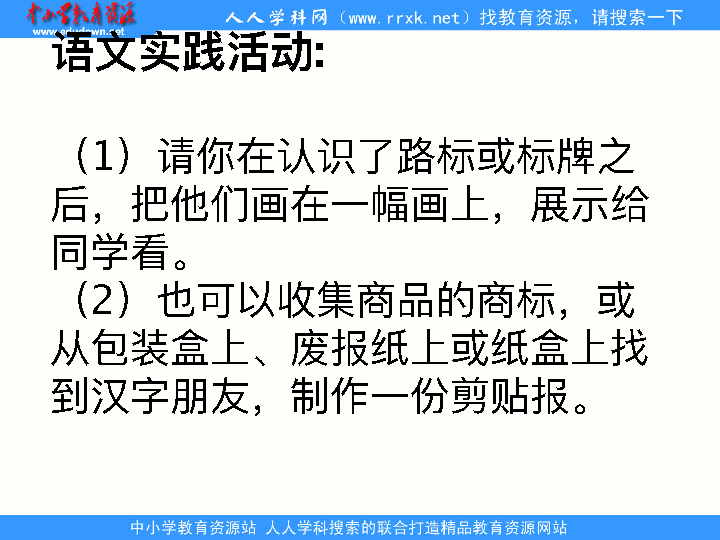 中小学教育资源
www.edudown.net
人人学科网（www.rrxk.net）找教育资源，请搜索一下
语文实践活动:
（1）请你在认识了路标或标牌之
后，把他们画在一幅画上，展示给
同学看。
（2）也可以收集商品的商标，或
从包装盒上、废报纸上或纸盒上找
到汉字朋友，制作一份剪贴报。
中小学教育资源站 人人学科搜索的联合打造精品教育资源网站